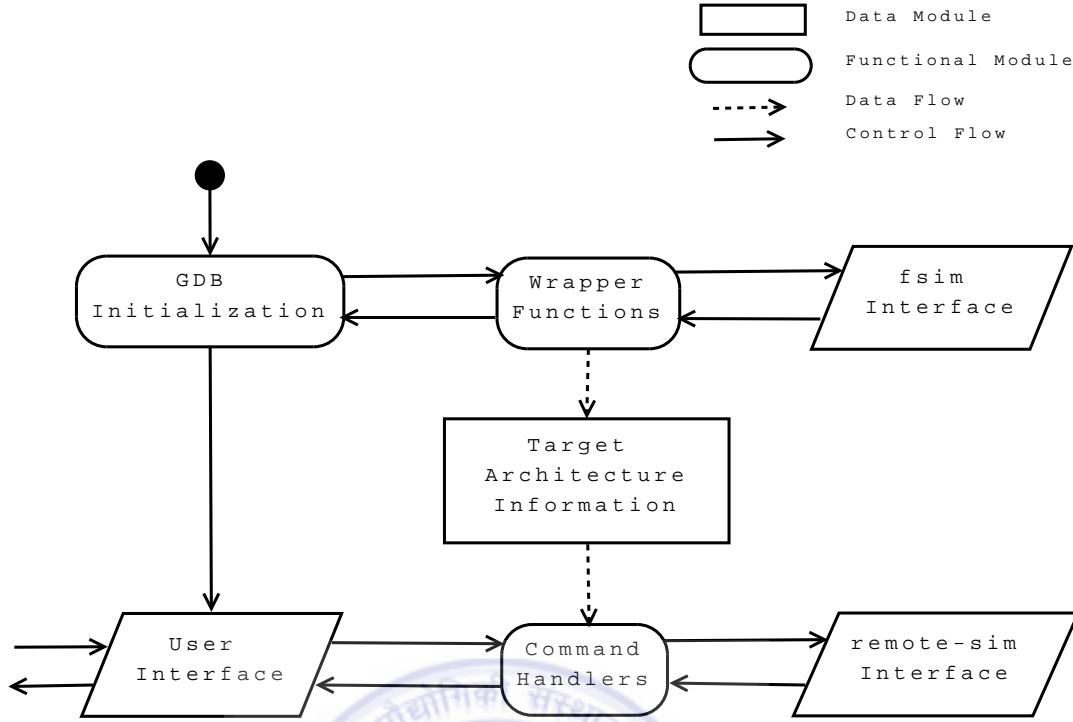 Data Module
Functional Module
Data Flow
Control Flow
GDB
Initialization
Wrapper
Functions
fsim
Interface
Target
Architecture
Information
User
Interface
Command
Handlers
remote-sim
Interface
औद्योगिकी संस्थान